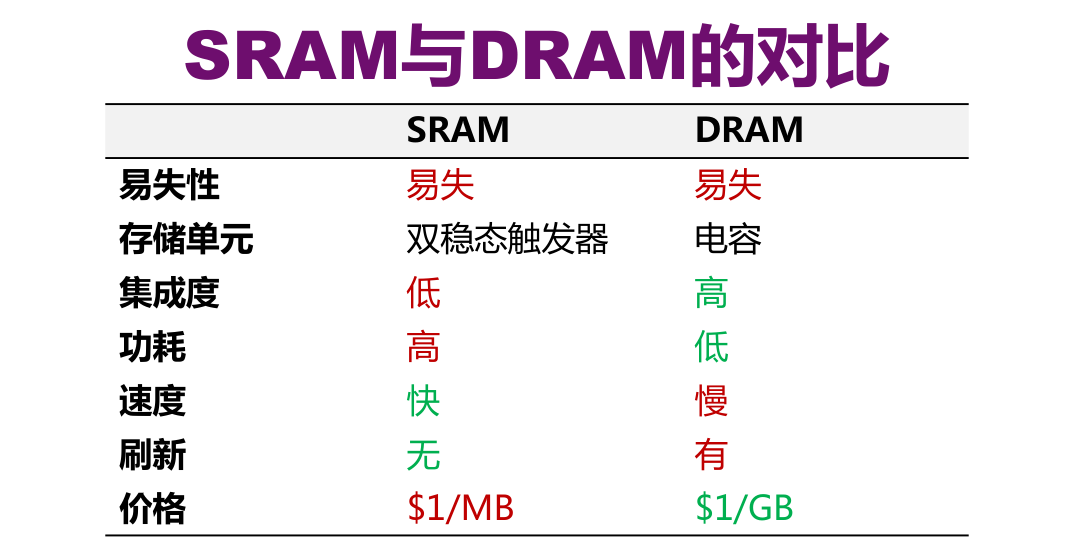 SRAM与DRAM的对比
SRAM DRAM
易失性 易失 易失
存储单元 双稳态触发器 电容
集成度 低 高
功耗 高 低
速度 快 慢
刷新 无 有
价格 $1/MB $1/GB